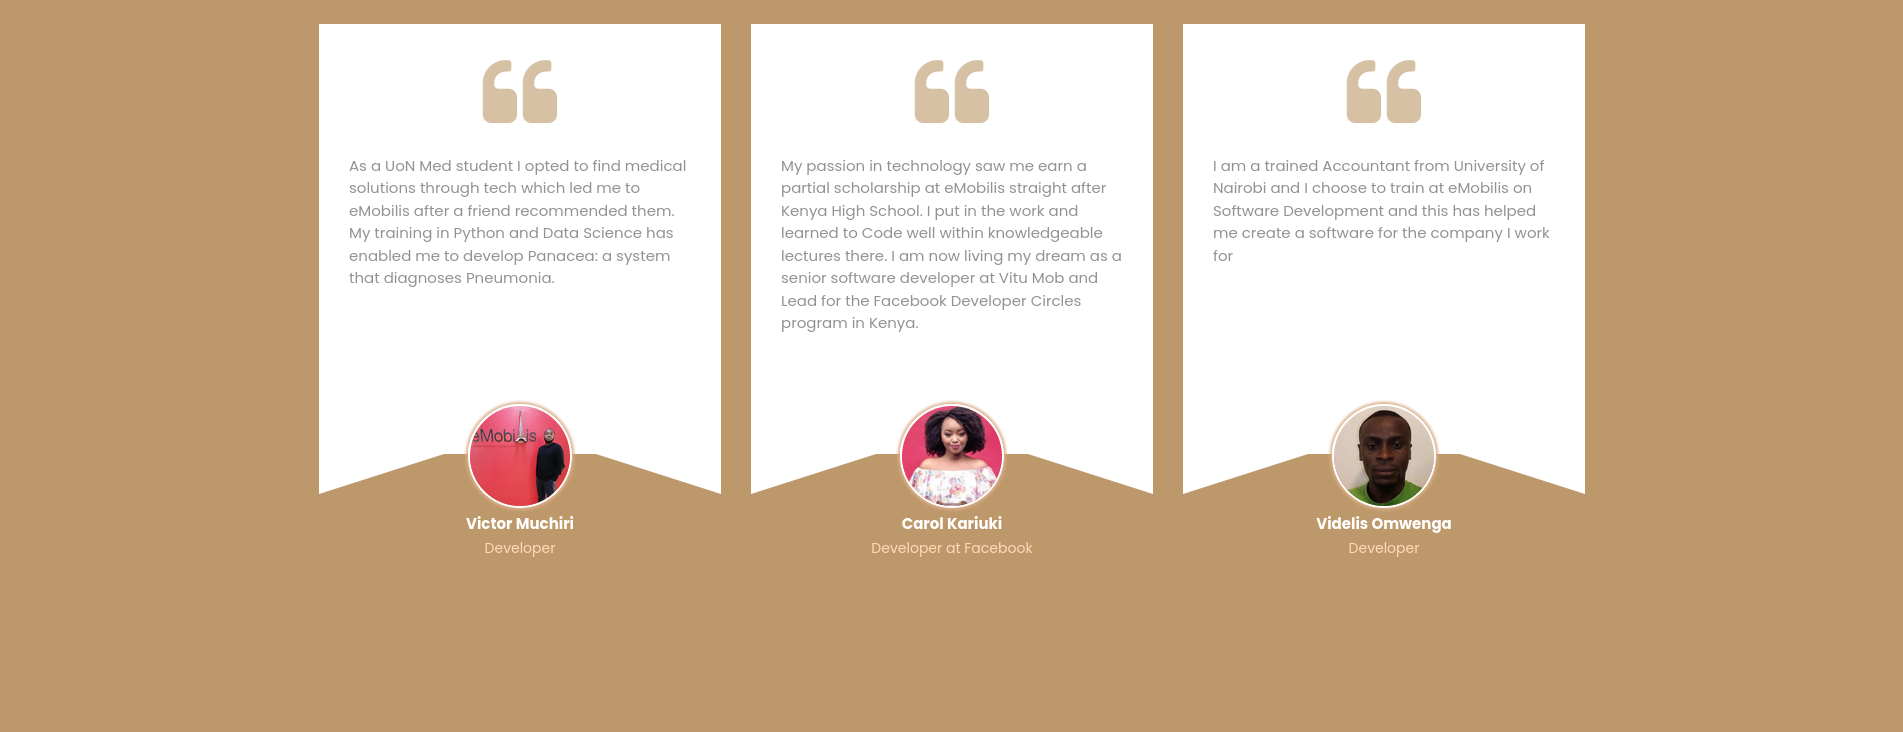 As a UoN Med student I opted to find medical
solutions through tech which led me to
eMobilis after a friend recommended them.
My training in Python and Data Science has
enabled me to develop Panacea: a system
that diagnoses Pneumonia.
My passion in technology saw me earn a
partial scholarship at eMobilis straight after
Kenya High School. I put in the work and
learned to Code well within knowledgeable
lectures there. I am now living my dream as a
senior software developer at Vitu Mob and
Lead for the Facebook Developer Circles
program in Kenya.
I am a trained Accountant from University of
Nairobi and I choose to train at eMobilis on
Software Development and this has helped
me create a software for the company I work
for
eMobilis
Victor Muchiri
Developer
Carol Kariuki
Developer at Facebook
Videlis Omwenga
Developer